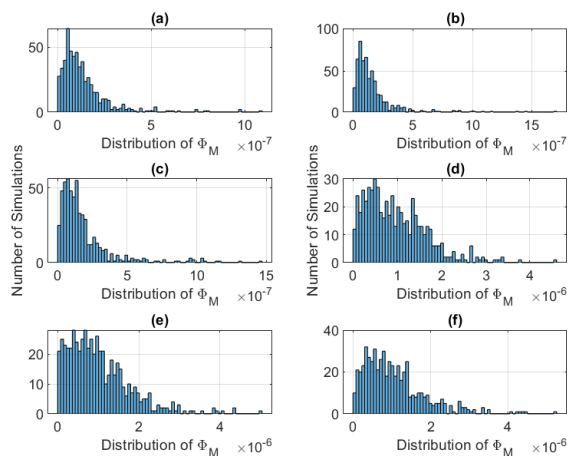 (a)
50
0
0 5 10
Distribution of Φ_M ×10⁻⁷
(b)
100
50
0
0 5 10 15
Distribution of Φ_M ×10⁻⁷
Number of Simulations
(c)
50
0
0 5 10 15
Distribution of Φ_M ×10⁻⁷
Number of Simulations
(d)
30
20
10
0
0 1 2 3 4
Distribution of Φ_M ×10⁻⁶
(e)
20
10
0
0 2 4
Distribution of Φ_M ×10⁻⁶
(f)
40
20
0
0 2 4
Distribution of Φ_M ×10⁻⁶